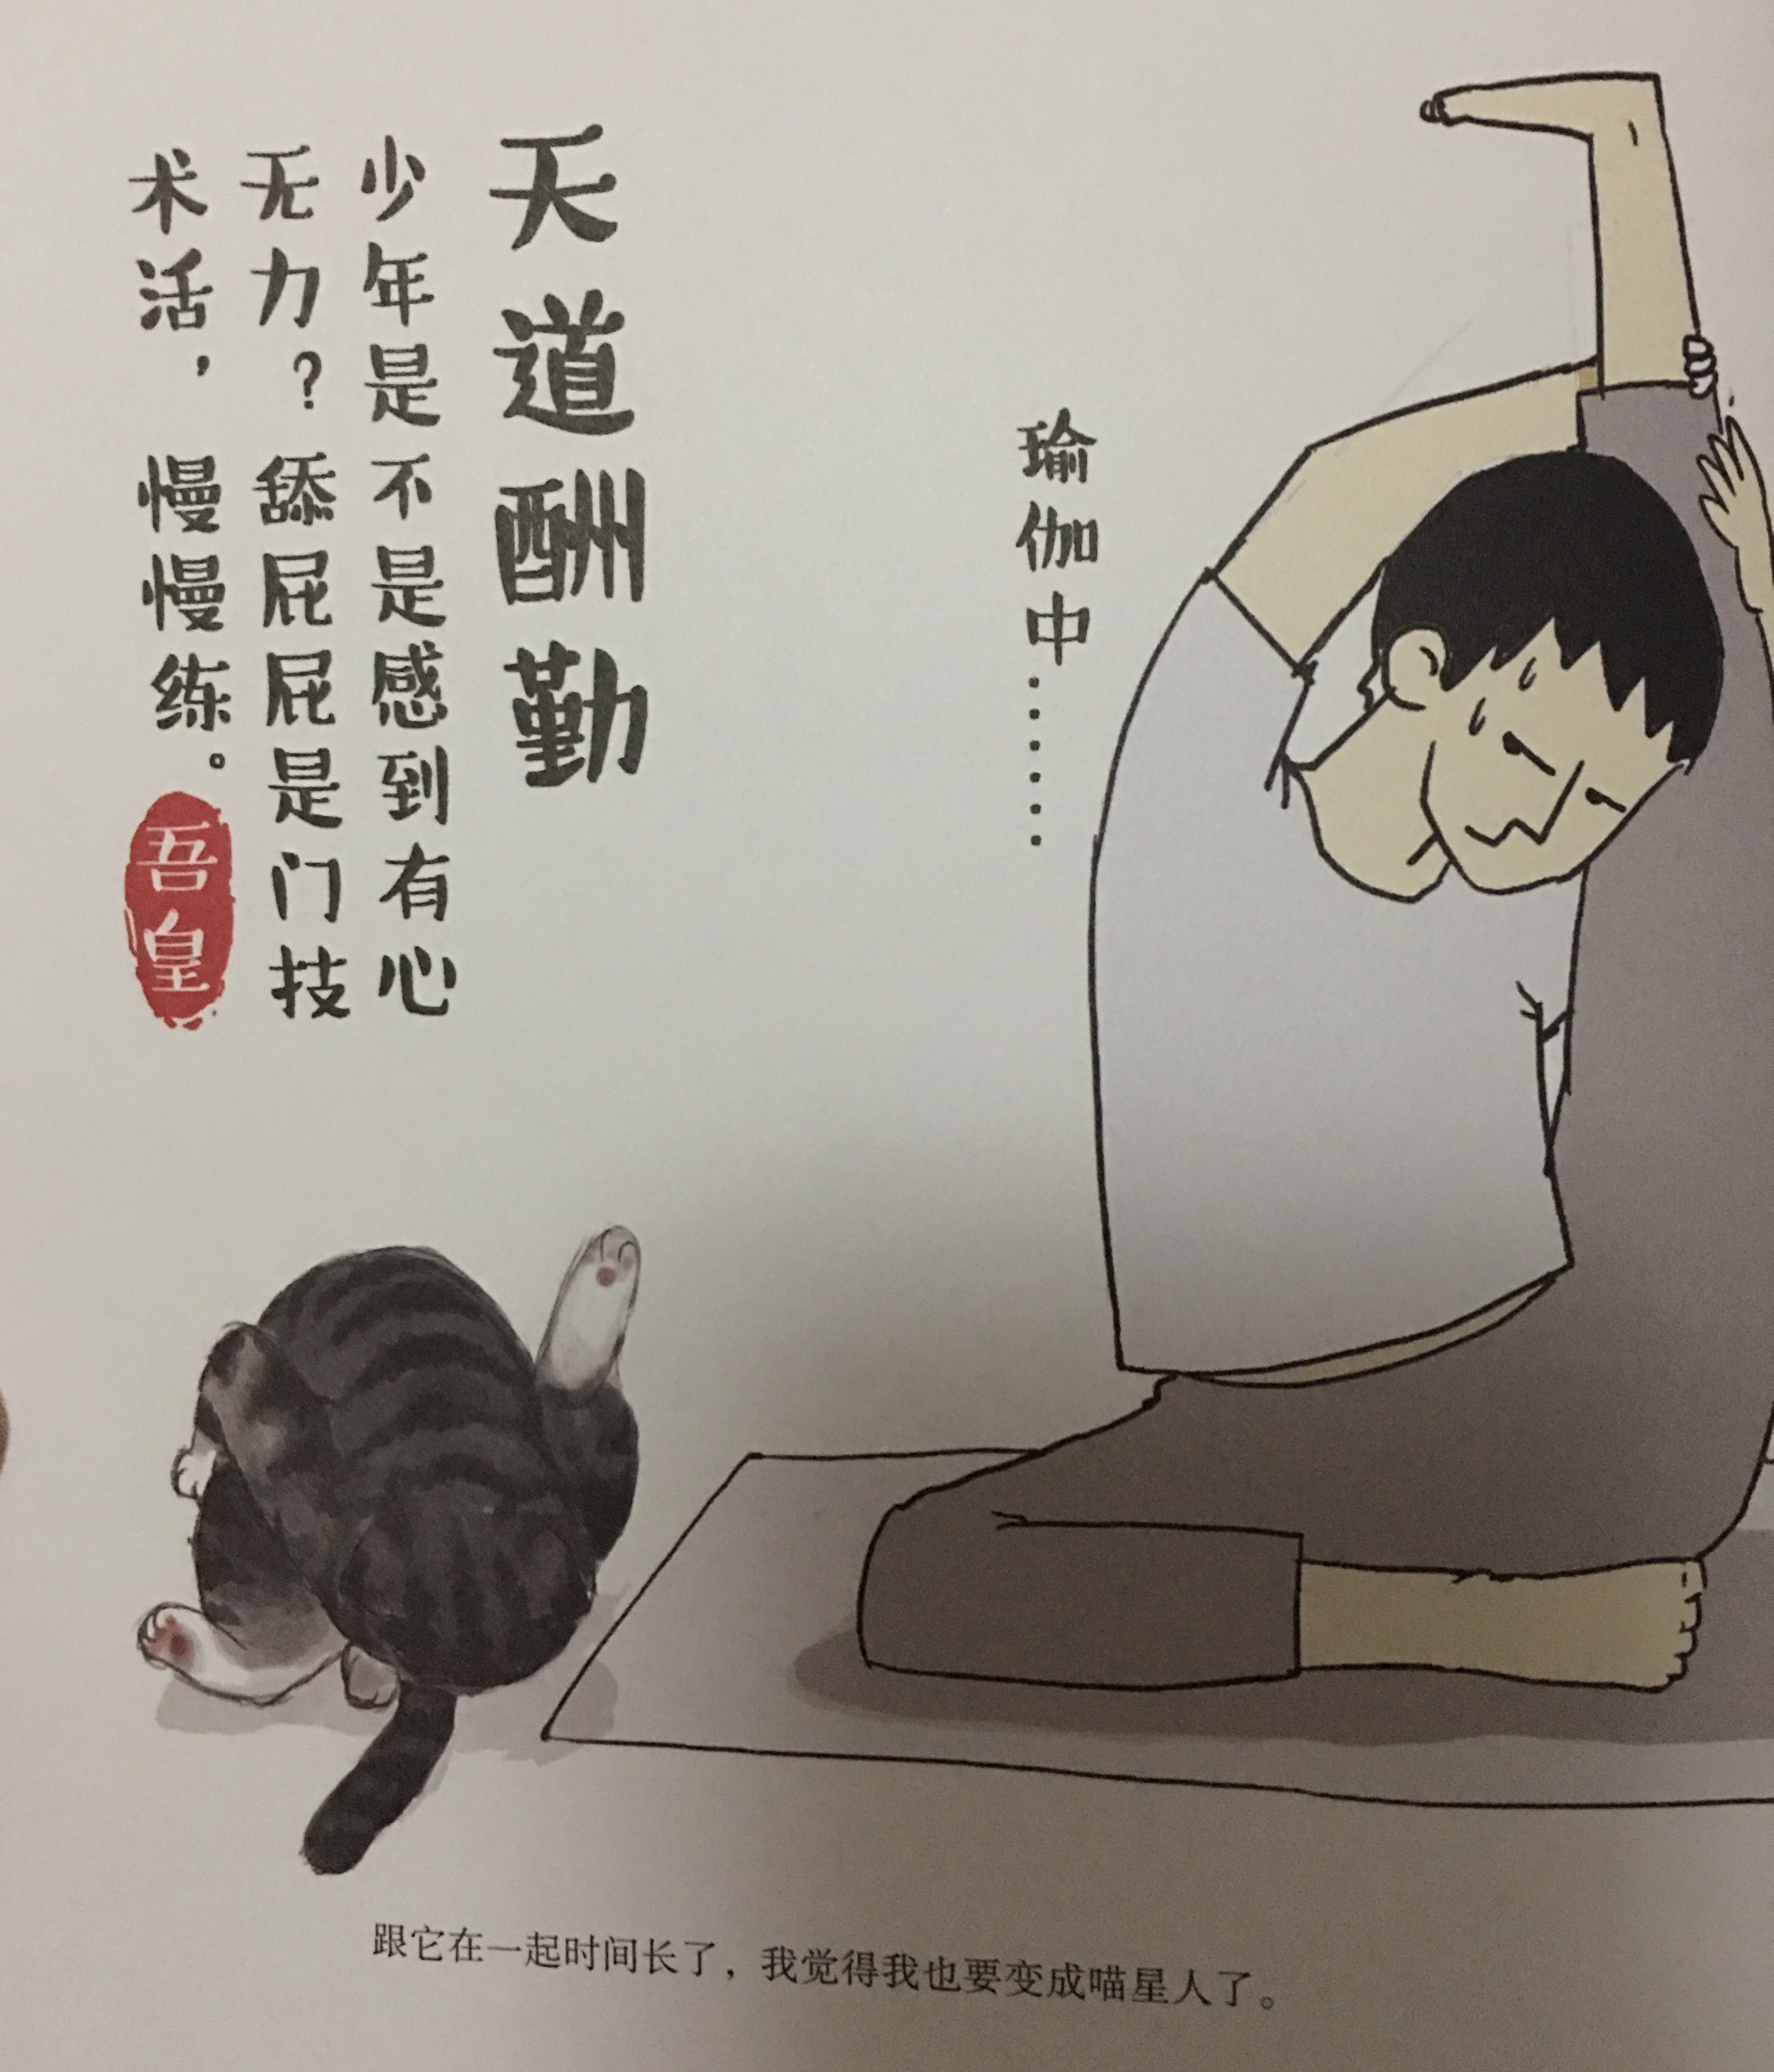 天道酬勤
少年是不是感到有心
无力？舔屁屁是门技
术活，慢慢练。
吾皇
瑜伽中……
跟它在一起时间长了，我觉得我也要变成喵星人了。